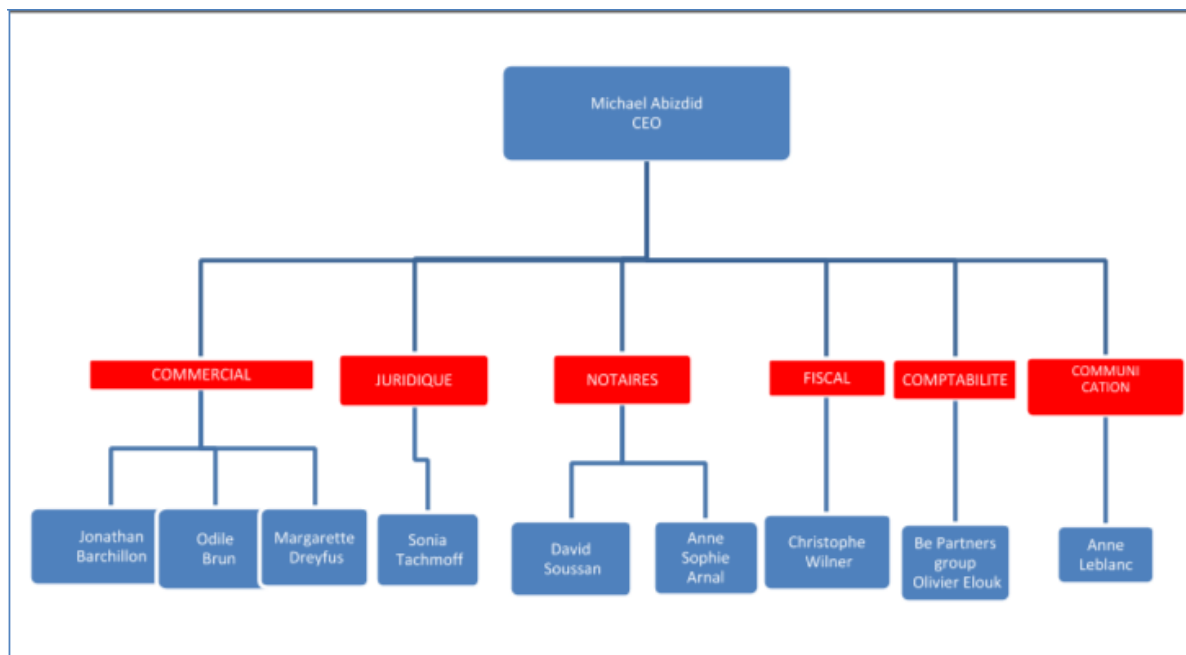 Michael Abizdid
CEO
COMMERCIAL
JURIDIQUE
NOTAIRES
FISCAL
COMPTABILITE
COMMUNI
CATION
Jonathan
Barchillon
Odile
Brun
Margarette
Dreyfus
Sonia
Tachmoff
David
Soussan
Anne
Sophie
Arnal
Christophe
Wilner
Be Partners
group
Olivier Elouk
Anne
Leblanc